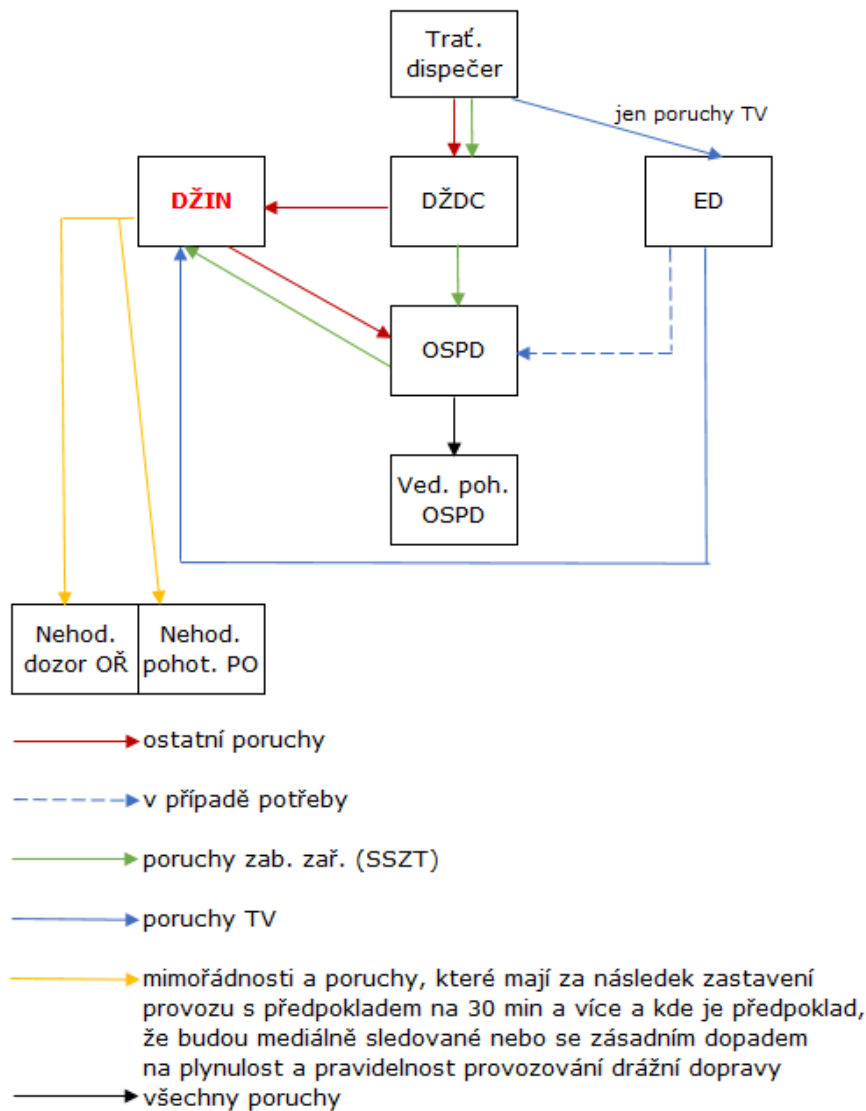 Trať.
dispečer
jen poruchy TV
DŽIN
DŽDC
ED
OSPD
Ved. poh.
OSPD
Nehod.
dozor OŘ
Nehod.
pohot. PO
ostatní poruchy
v případě potřeby
poruchy zab. zař. (SSZT)
poruchy TV
mimořádnosti a poruchy, které mají za následek zastavení
provozu s předpokladem na 30 min a více a kde je předpoklad,
že budou mediálně sledované nebo se zásadním dopadem
na plynulost a pravidelnost provozování drážní dopravy
všechny poruchy